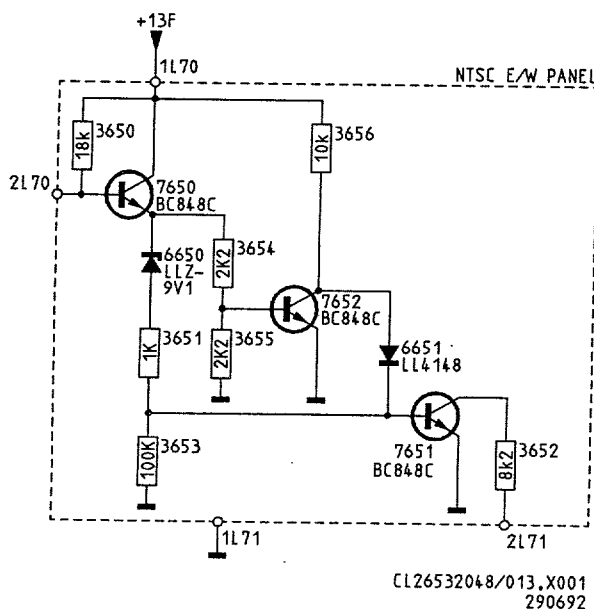 +13F
1L70
NTSC E/W PANEL
3650
18k
3656
10k
2L70
7650
BC848C
6650
LLZ-
9V1
3654
2K2
7652
BC848C
3651
1K
3655
2K2
6651
LL4148
3653
100K
7651
BC848C
3652
8k2
1L71
2L71
CL26532048/013.X001
290692